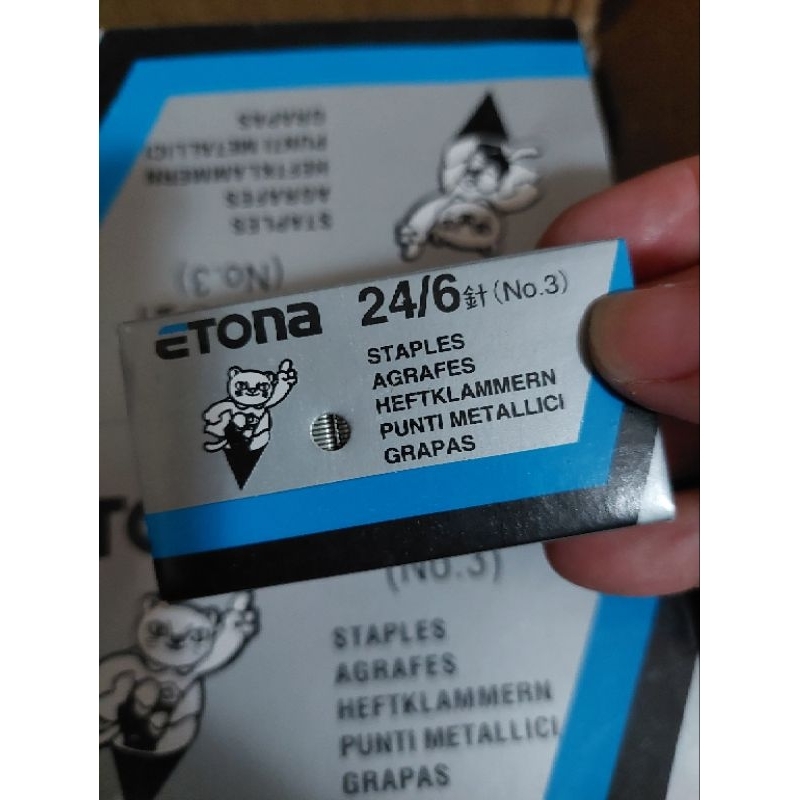 STAPLES
AGRAFES
HEFTKLAMMERN
PUNTI METALLICI
GRAPAS
(No.3)
ETONA 24/6針(No.3)
STAPLES
AGRAFES
HEFTKLAMMERN
PUNTI METALLICI
GRAPAS
(No.3)
STAPLES
AGRAFES
HEFTKLAMMERN
PUNTI METALLICI
GRAPAS